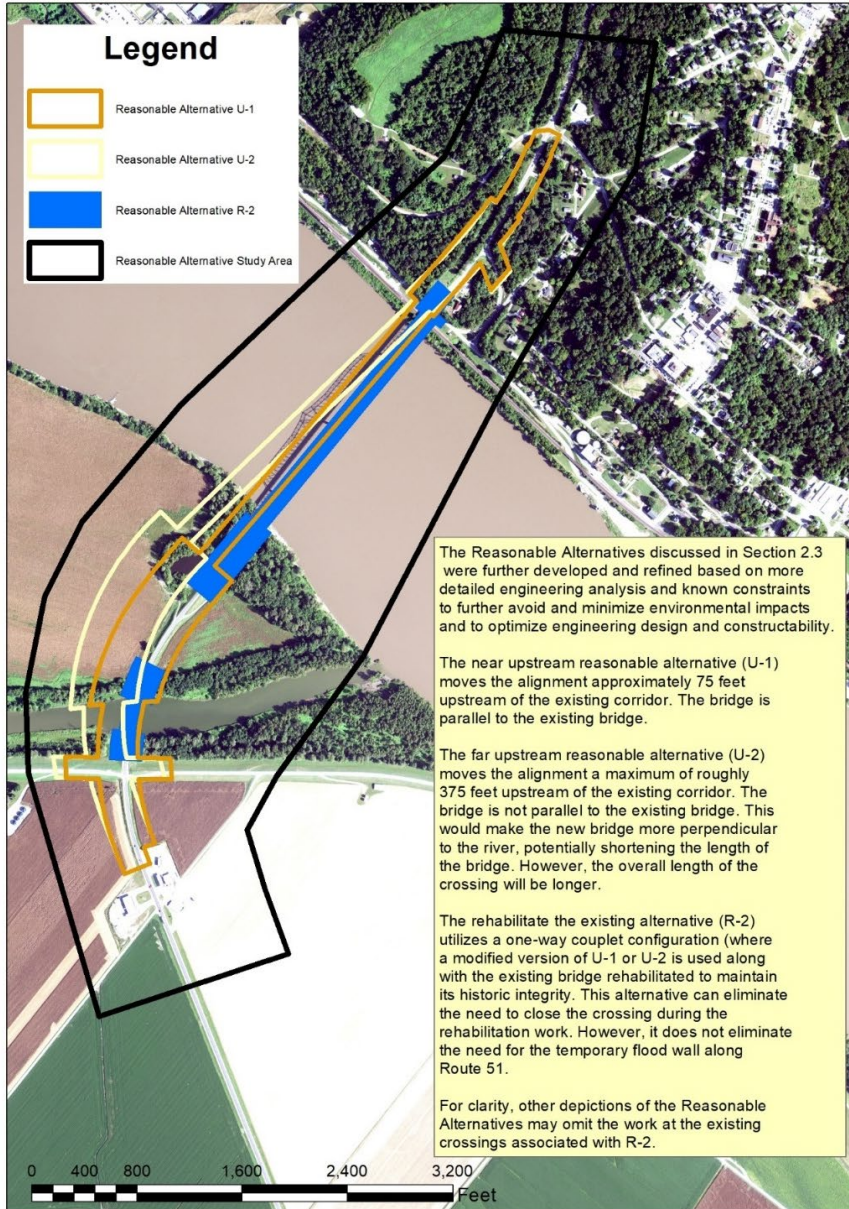 Legend
Reasonable Alternative U-1
Reasonable Alternative U-2
Reasonable Alternative R-2
Reasonable Alternative Study Area
The Reasonable Alternatives discussed in Section 2.3
were further developed and refined based on more
detailed engineering analysis and known constraints
to further avoid and minimize environmental impacts
and to optimize engineering design and constructability.
The near upstream reasonable alternative (U-1)
moves the alignment approximately 75 feet
upstream of the existing corridor. The bridge is
parallel to the existing bridge.
The far upstream reasonable alternative (U-2)
moves the alignment a maximum of roughly
375 feet upstream of the existing corridor. The
bridge is not parallel to the existing bridge. This
would make the new bridge more perpendicular
to the river, potentially shortening the length of
the bridge. However, the overall length of the
crossing will be longer.
The rehabilitate the existing alternative (R-2)
utilizes a one-way couplet configuration (where
a modified version of U-1 or U-2 is used along
with the existing bridge rehabilitated to maintain
its historic integrity. This alternative can eliminate
the need to close the crossing during the
rehabilitation work. However, it does not eliminate
the need for the temporary flood wall along
Route 51.
For clarity, other depictions of the Reasonable
Alternatives may omit the work at the existing
crossings associated with R-2.
0 400 800 1,600 2,400 3,200
Feet